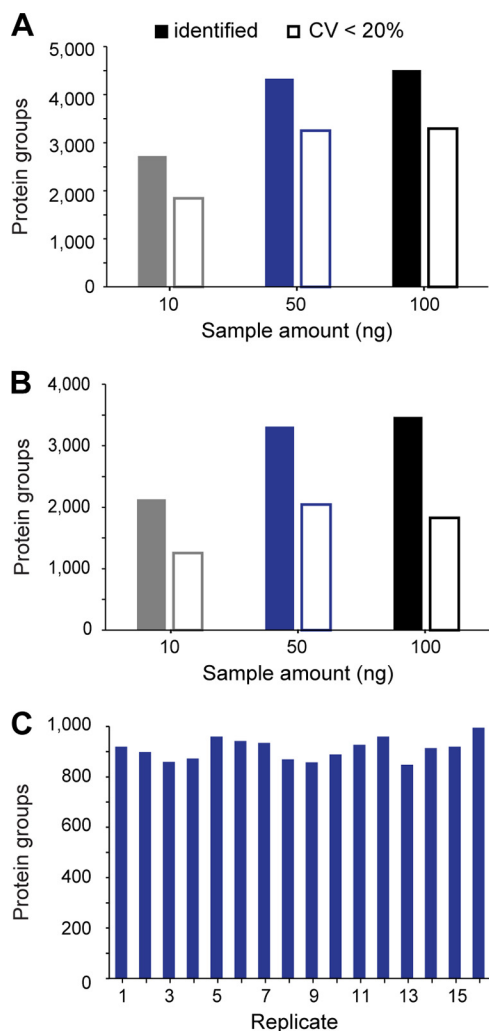 A
identified CV < 20%
5,000
4,000
3,000
2,000
1,000
0
Protein groups
10 50 100
Sample amount (ng)
B
4,000
3,000
2,000
1,000
0
Protein groups
10 50 100
Sample amount (ng)
C
1,000
800
600
400
200
0
Protein groups
1 3 5 7 9 11 13 15
Replicate